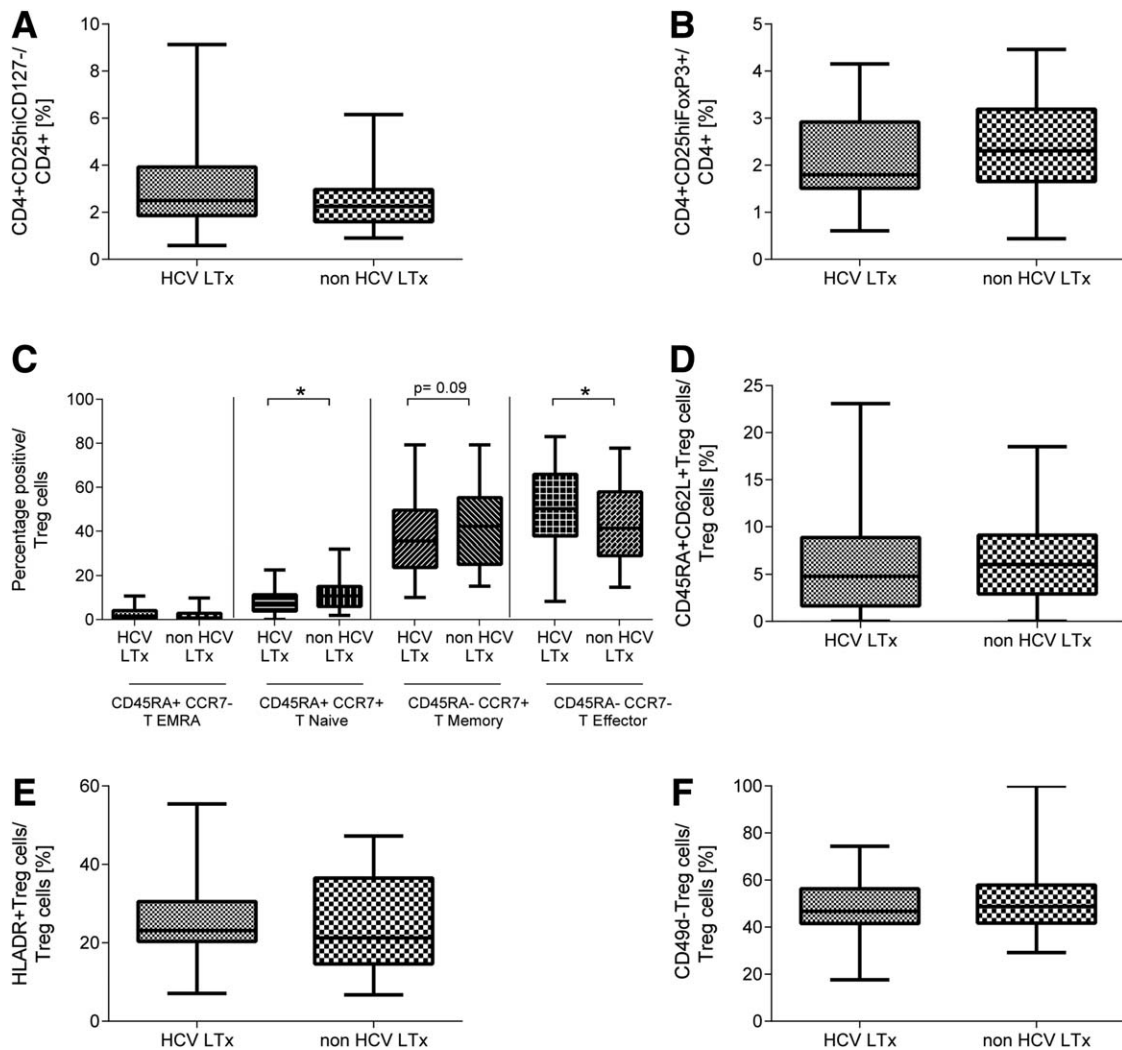 A
CD4+CD25hiCD127-/
CD4+ [%]
10
8
6
4
2
0
HCV LTx
non HCV LTx
B
CD4+CD25hiFoxP3+/
CD4+ [%]
5
4
3
2
1
0
HCV LTx
non HCV LTx
C
Percentage positive/
Treg cells
100
80
60
40
20
0
*
p= 0.09
*
HCV
LTx
non HCV
LTx
HCV
LTx
non HCV
LTx
HCV
LTx
non HCV
LTx
HCV
LTx
non HCV
LTx
CD45RA+ CCR7-
T EMRA
CD45RA+ CCR7+
T Naive
CD45RA- CCR7+
T Memory
CD45RA- CCR7-
T Effector
D
CD45RA+CD62L+Treg cells/
Treg cells [%]
25
20
15
10
5
0
HCV LTx
non HCV LTx
E
HLADR+Treg cells/
Treg cells [%]
60
40
20
0
HCV LTx
non HCV LTx
F
CD49d-Treg cells/
Treg cells [%]
100
80
60
40
20
0
HCV LTx
non HCV LTx